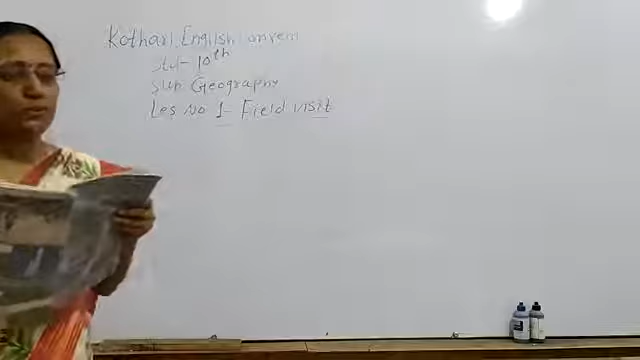 Kothari English
Std- 10th
Sub Geography
Les No 1- Field visit